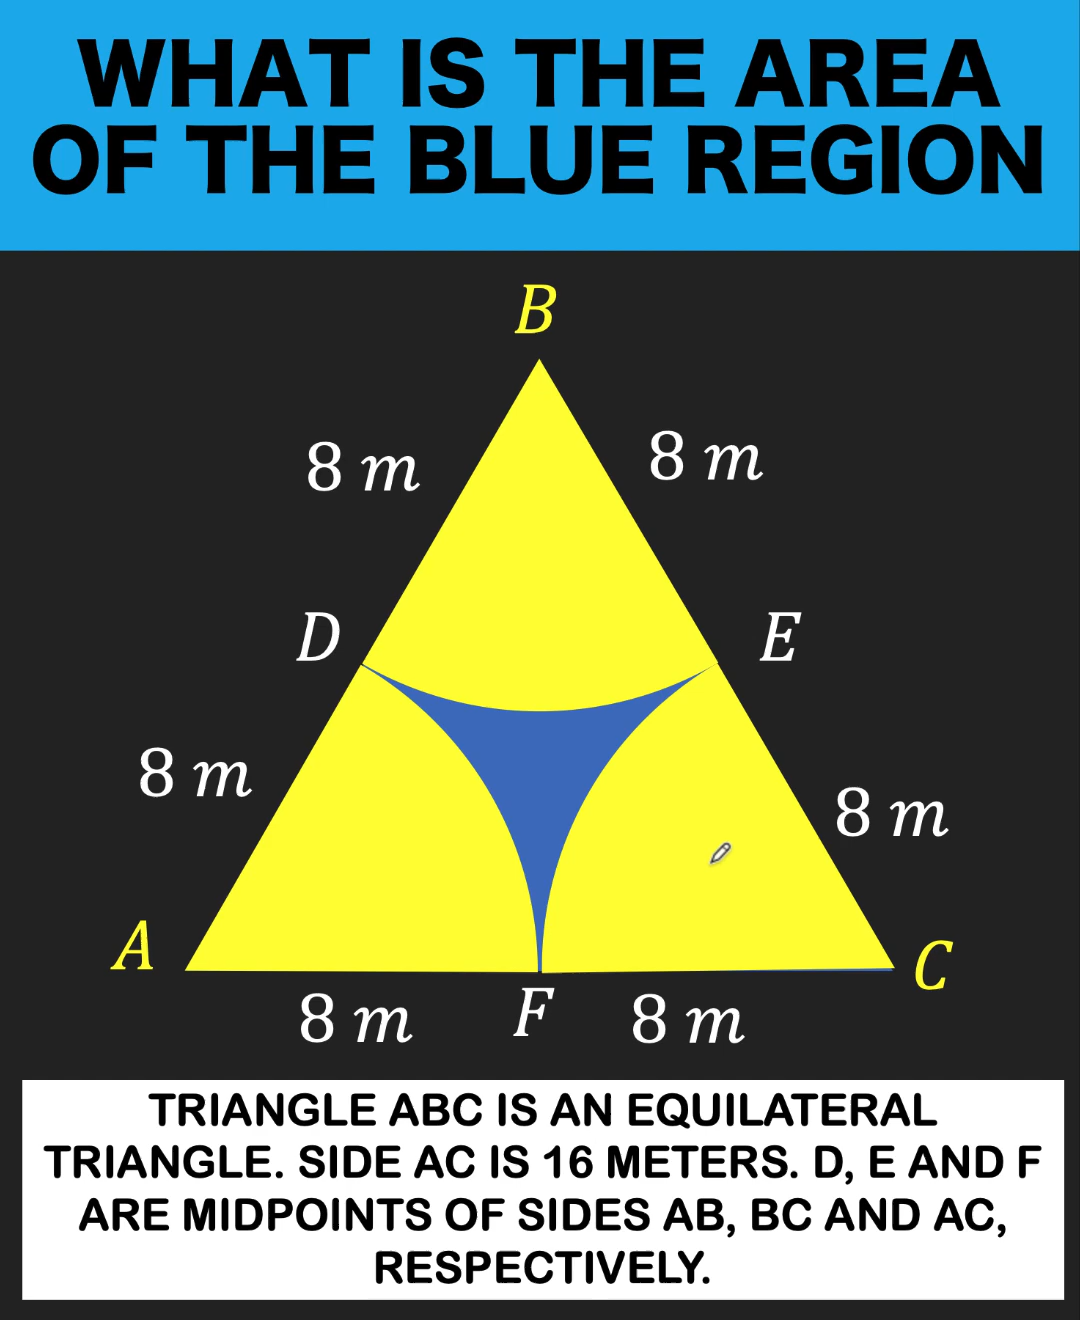 WHAT IS THE AREA
OF THE BLUE REGION
B
8 m
8 m
D
E
8 m
8 m
A
C
8 m
F
8 m
TRIANGLE ABC IS AN EQUILATERAL
TRIANGLE. SIDE AC IS 16 METERS. D, E AND F
ARE MIDPOINTS OF SIDES AB, BC AND AC,
RESPECTIVELY.